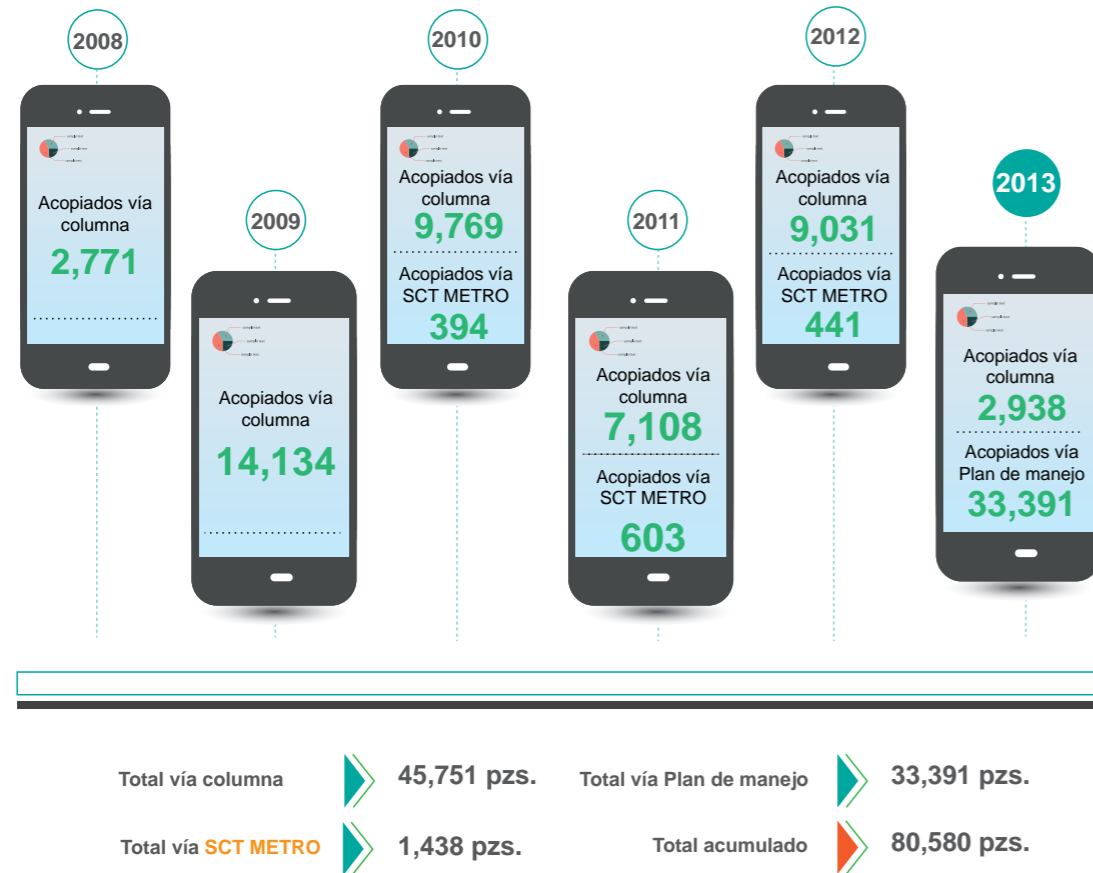 2008
Acopiados vía
columna
2,771
2009
Acopiados vía
columna
14,134
2010
Acopiados vía
columna
9,769
Acopiados vía
SCT METRO
394
2011
Acopiados vía
columna
7,108
Acopiados vía
SCT METRO
603
2012
Acopiados vía
columna
9,031
Acopiados vía
SCT METRO
441
2013
Acopiados vía
columna
2,938
Acopiados vía
Plan de manejo
33,391
Total vía columna 45,751 pzs.
Total vía Plan de manejo 33,391 pzs.
Total vía SCT METRO 1,438 pzs.
Total acumulado 80,580 pzs.